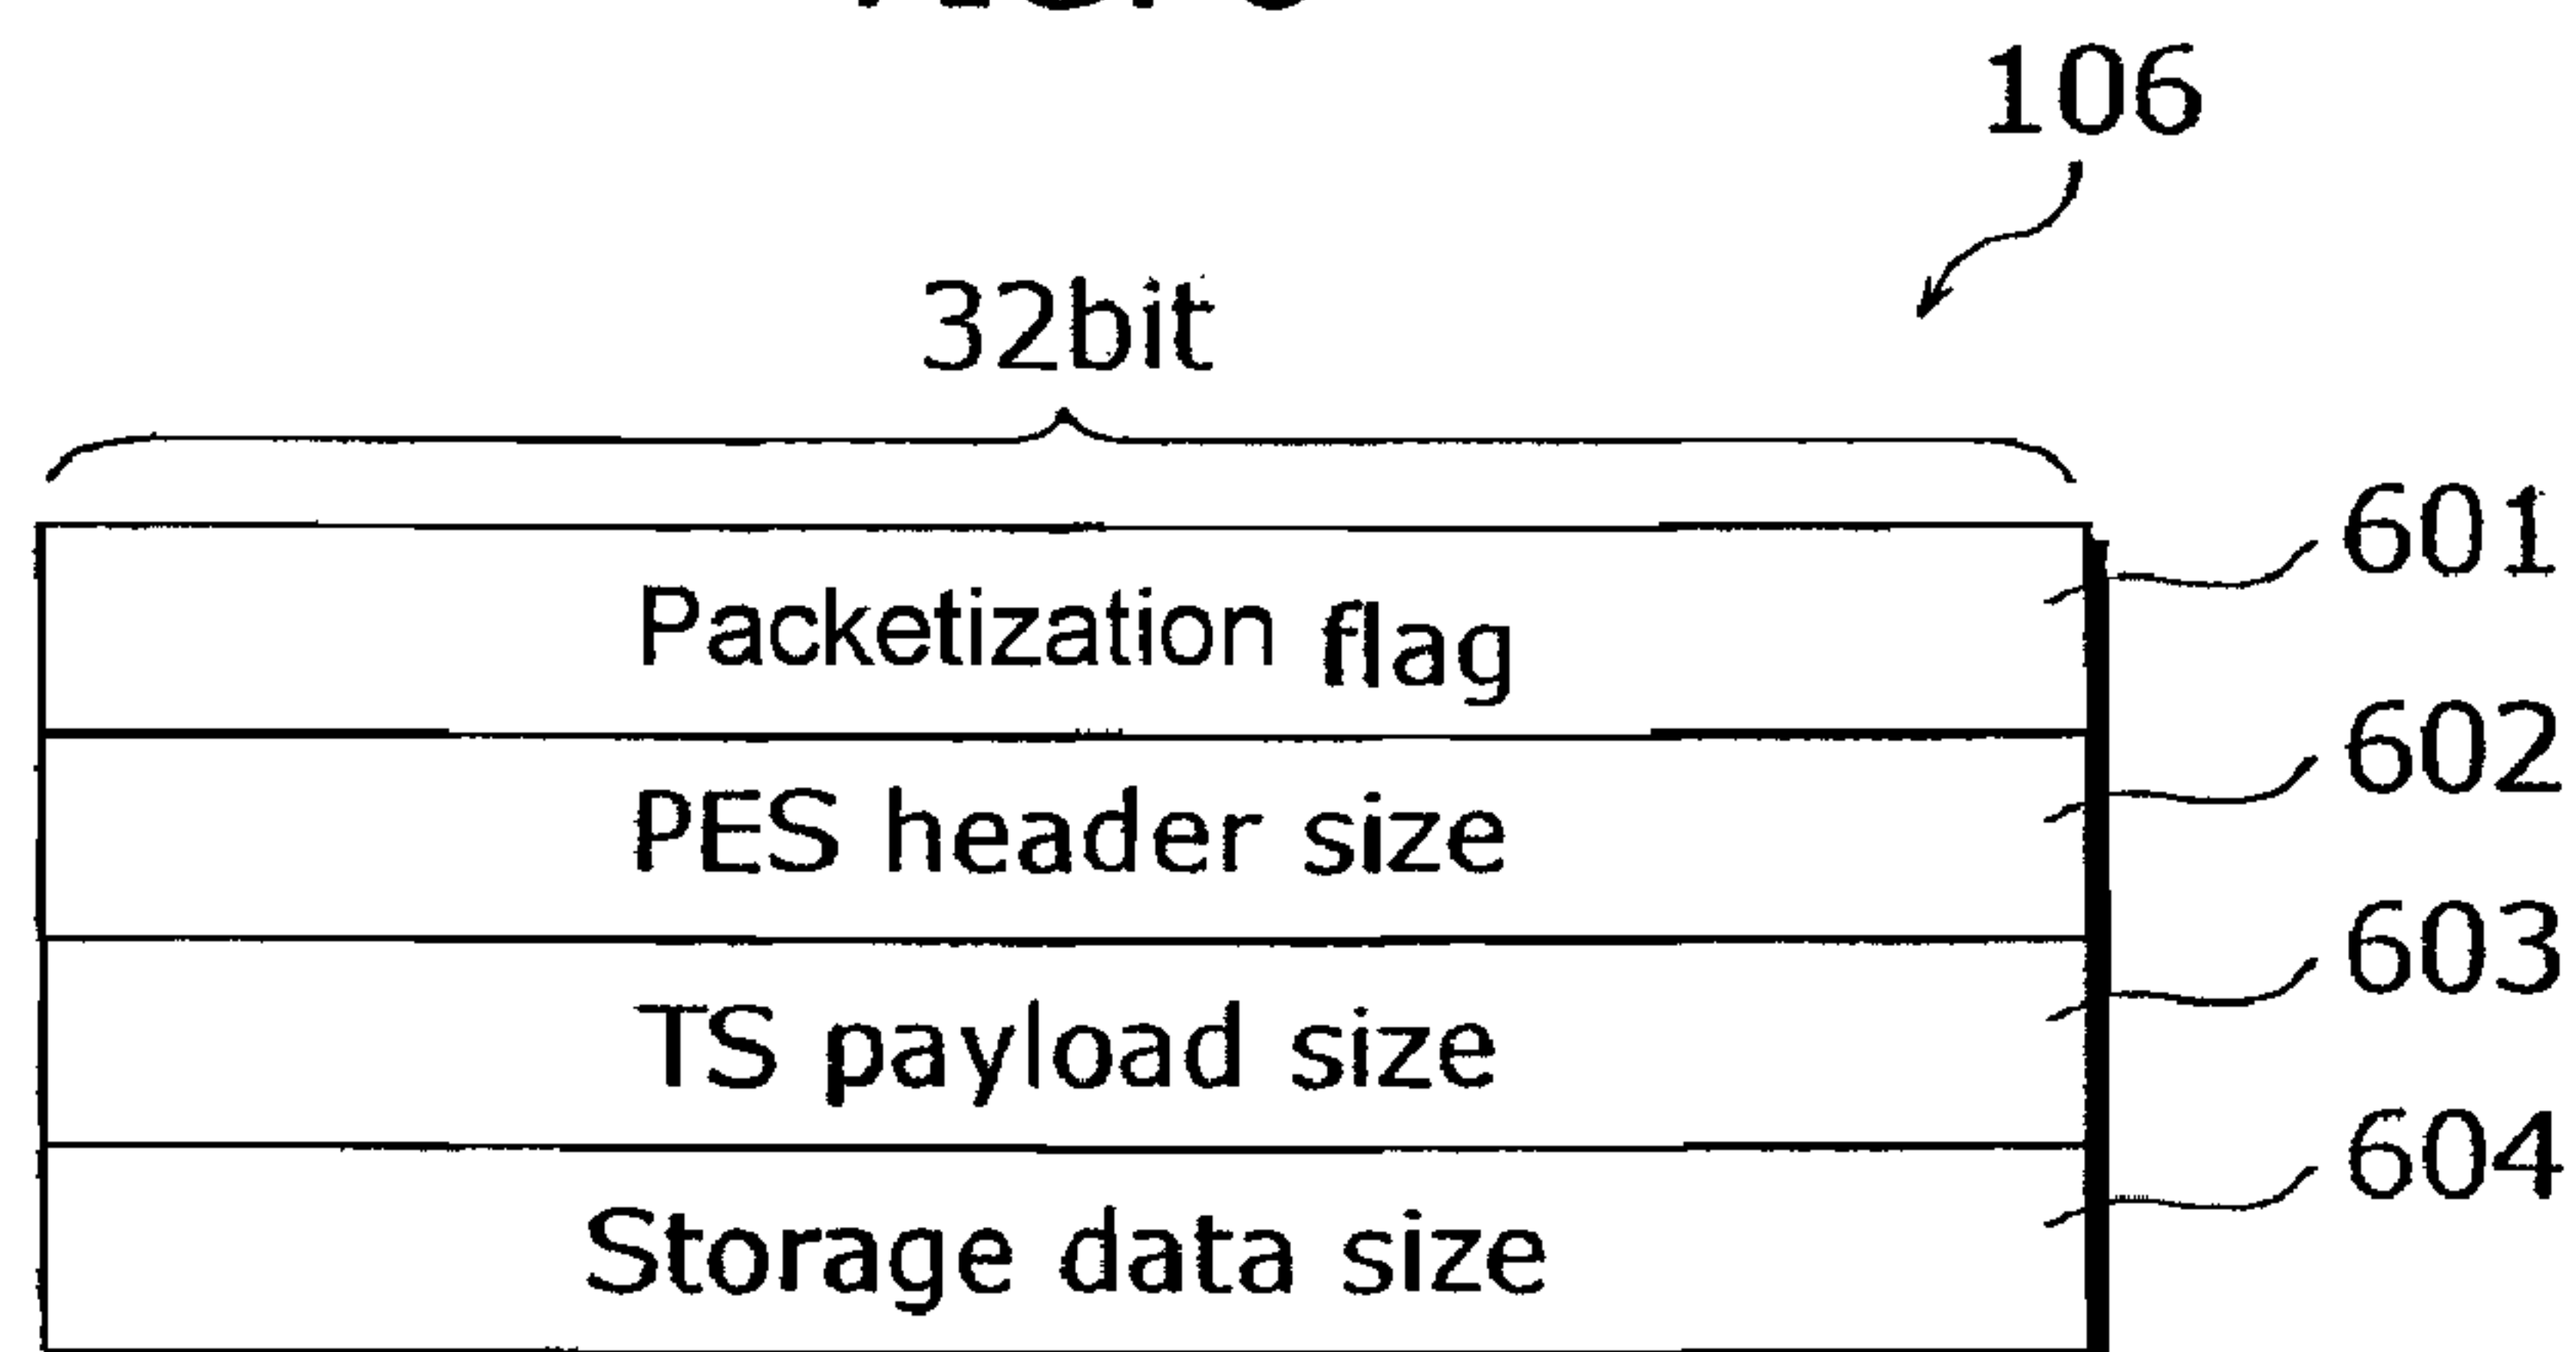 106
32bit
Packetization flag 601
PES header size 602
TS payload size 603
Storage data size 604